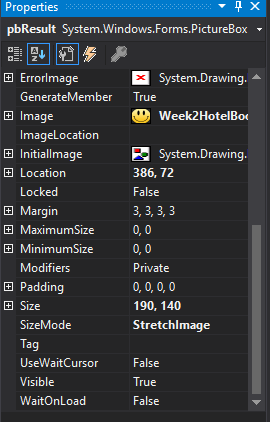 Properties
pbResult System.Windows.Forms.PictureBox
ErrorImage System.Drawing.
GenerateMember True
Image Week2HotelBoo
ImageLocation
InitialImage System.Drawing.
Location 386, 72
Locked False
Margin 3, 3, 3, 3
MaximumSize 0, 0
MinimumSize 0, 0
Modifiers Private
Padding 0, 0, 0, 0
Size 190, 140
SizeMode StretchImage
Tag
UseWaitCursor False
Visible True
WaitOnLoad False